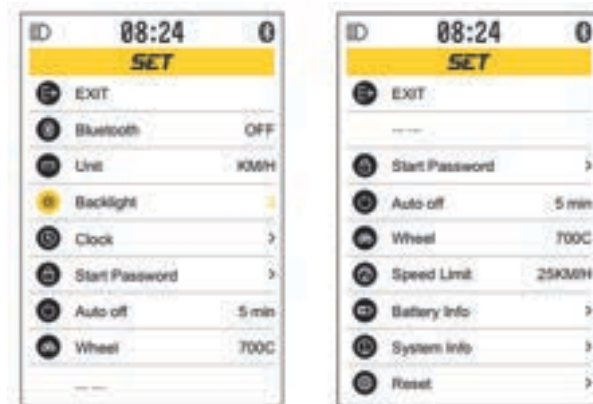 08:24
SET
EXIT
Bluetooth OFF
Unit KM/H
Backlight 3
Clock >
Start Password >
Auto off 5 min
Wheel 700C
-- --
08:24
SET
EXIT
-- --
Start Password >
Auto off 5 min
Wheel 700C
Speed Limit 25KM/H
Battery Info >
System Info >
Reset >